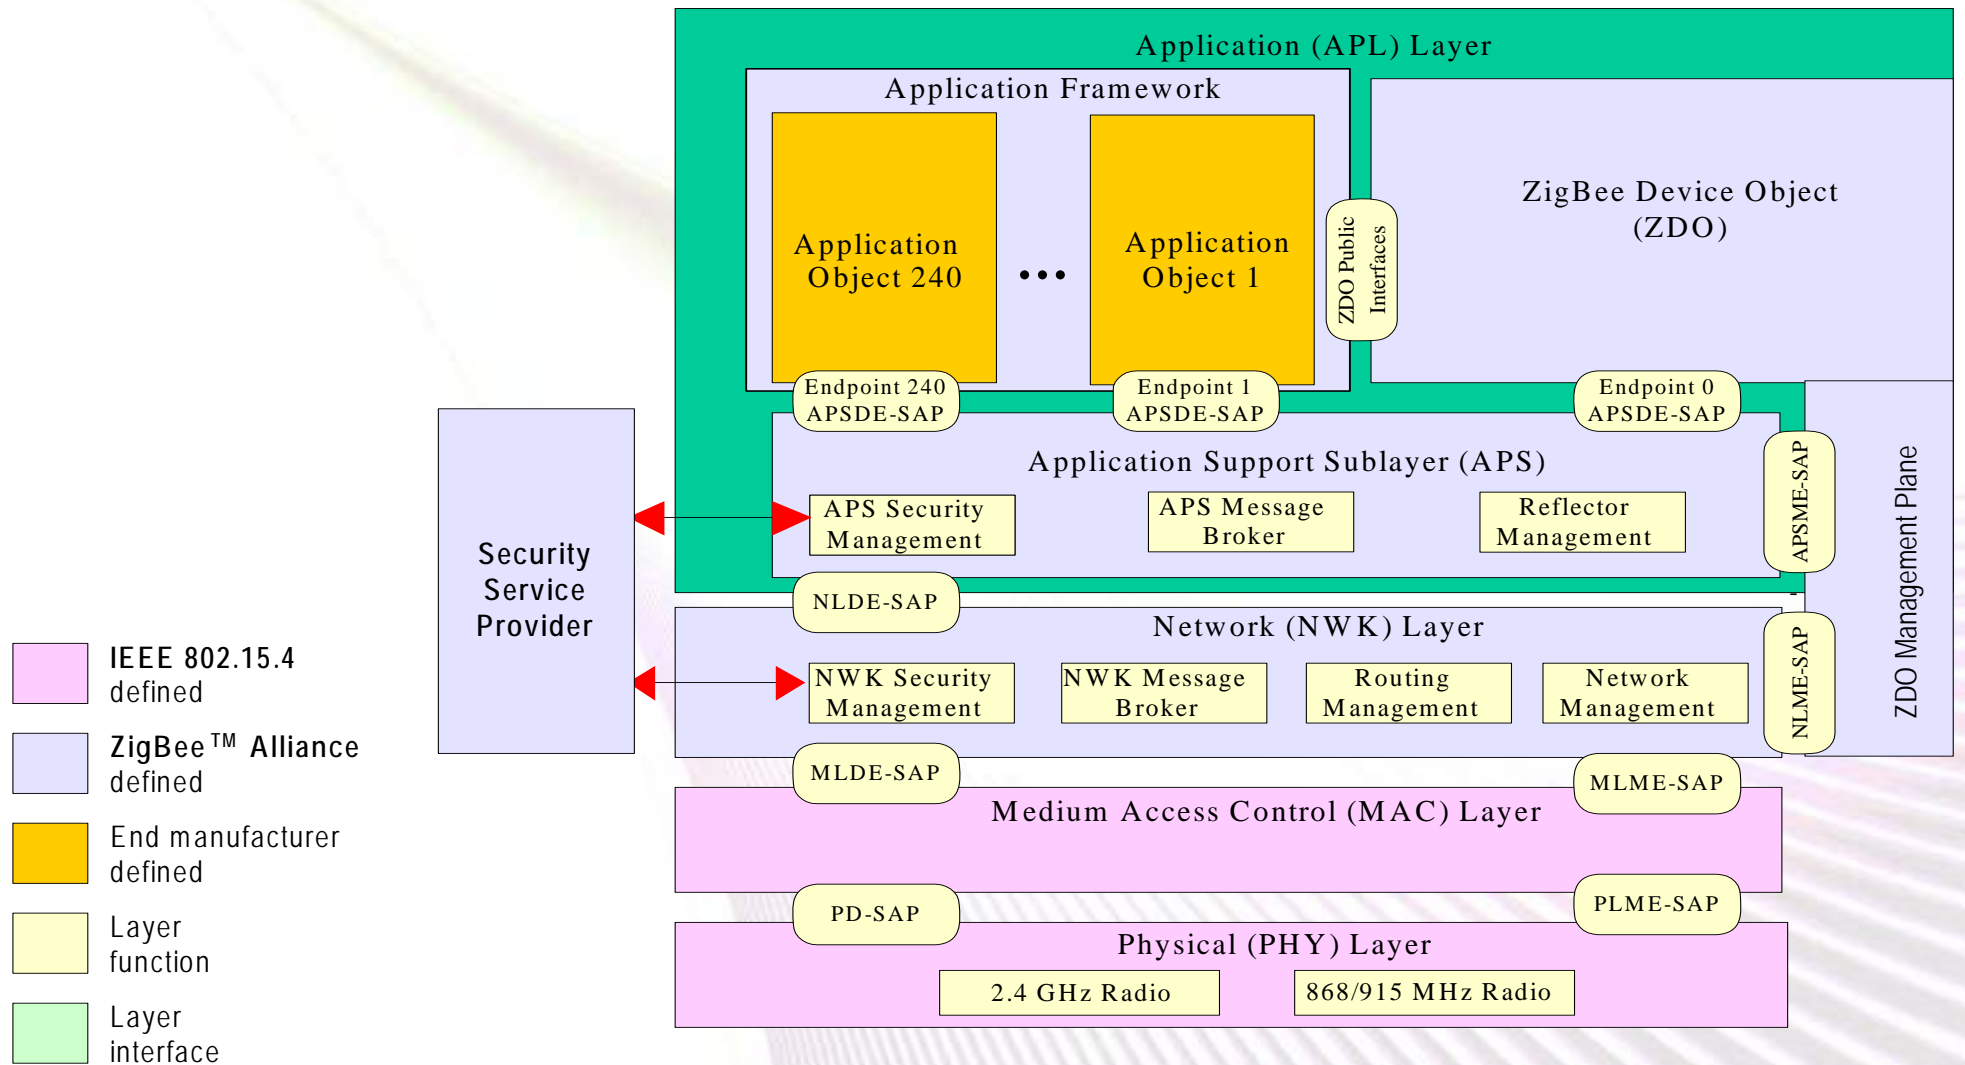 Application (APL) Layer
Application Framework
Application
Object 240
•••
Application
Object 1
ZDO Public
Interfaces
ZigBee Device Object
(ZDO)
Endpoint 240
APSDE-SAP
Endpoint 1
APSDE-SAP
Endpoint 0
APSDE-SAP
Application Support Sublayer (APS)
APS Security
Management
APS Message
Broker
Reflector
Management
APSME-SAP
ZDO Management Plane
Security
Service
Provider
NLDE-SAP
Network (NWK) Layer
NWK Security
Management
NWK Message
Broker
Routing
Management
Network
Management
NLME-SAP
MLDE-SAP
MLME-SAP
Medium Access Control (MAC) Layer
PD-SAP
PLME-SAP
Physical (PHY) Layer
2.4 GHz Radio
868/915 MHz Radio
IEEE 802.15.4
defined
ZigBee™ Alliance
defined
End manufacturer
defined
Layer
function
Layer
interface